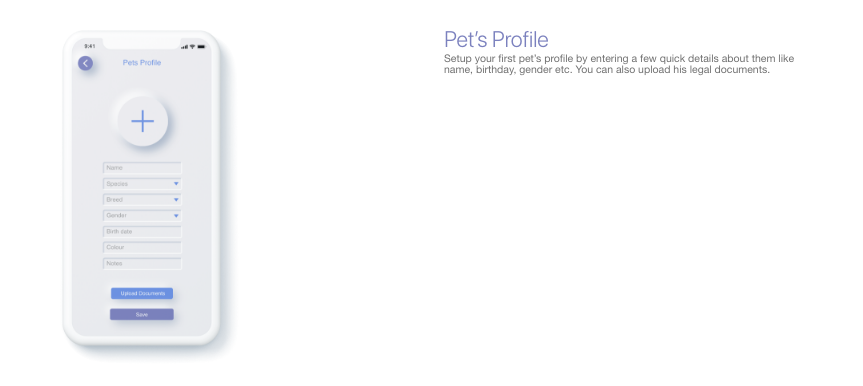 9:41
Pets Profile
Name
Species
Breed
Gender
Birth date
Colour
Notes
Upload Documents
Save
Pet's Profile
Setup your first pet's profile by entering a few quick details about them like
name, birthday, gender etc. You can also upload his legal documents.